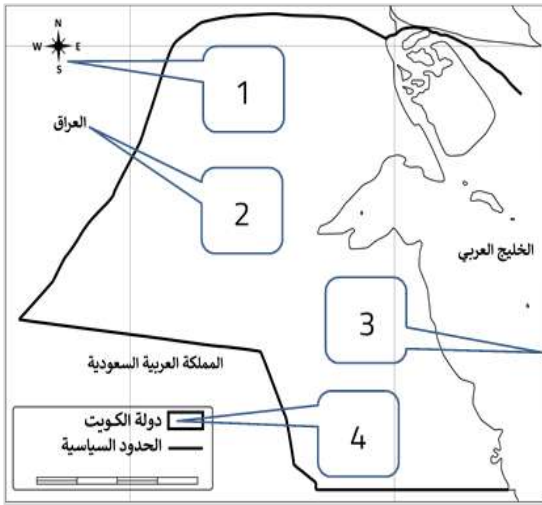 N
W E
S
1
العراق
2
الخليج العربي
3
المملكة العربية السعودية
دولة الكويت
4
الحدود السياسية